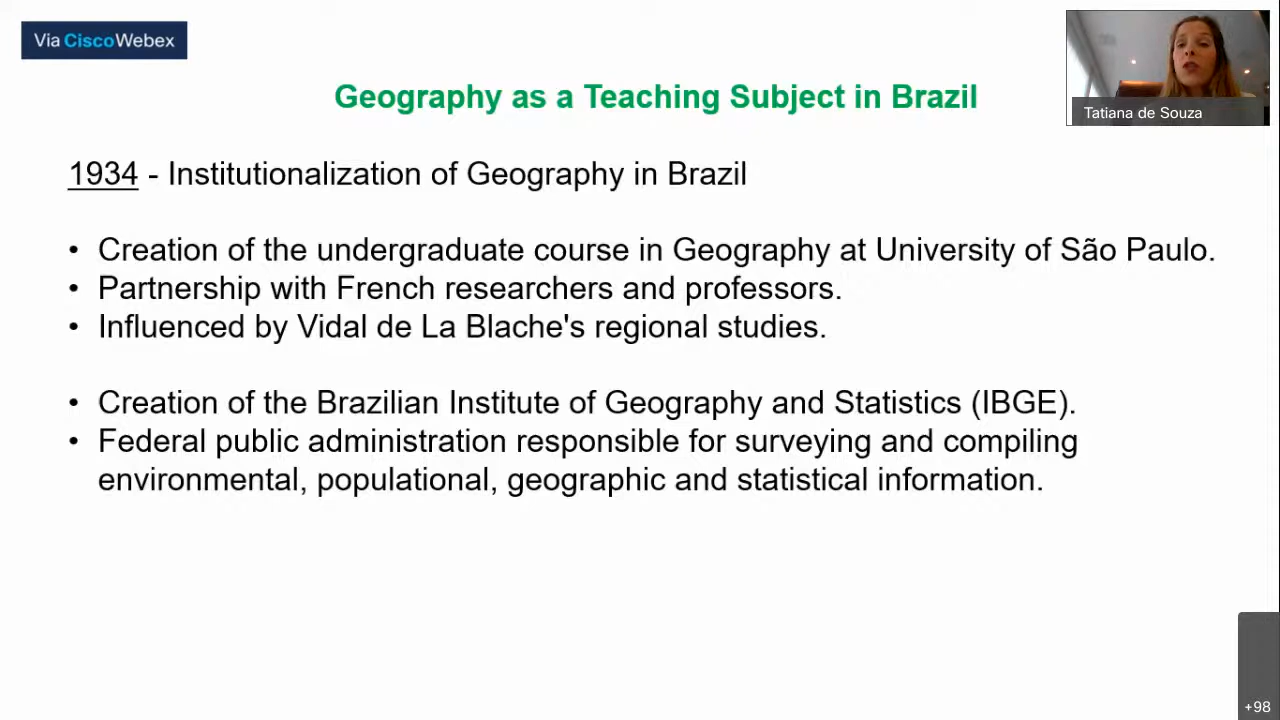 Via CiscoWebex
Tatiana de Souza
Geography as a Teaching Subject in Brazil
1934 - Institutionalization of Geography in Brazil
• Creation of the undergraduate course in Geography at University of São Paulo.
• Partnership with French researchers and professors.
• Influenced by Vidal de La Blache's regional studies.
• Creation of the Brazilian Institute of Geography and Statistics (IBGE).
• Federal public administration responsible for surveying and compiling
environmental, populational, geographic and statistical information.
+98